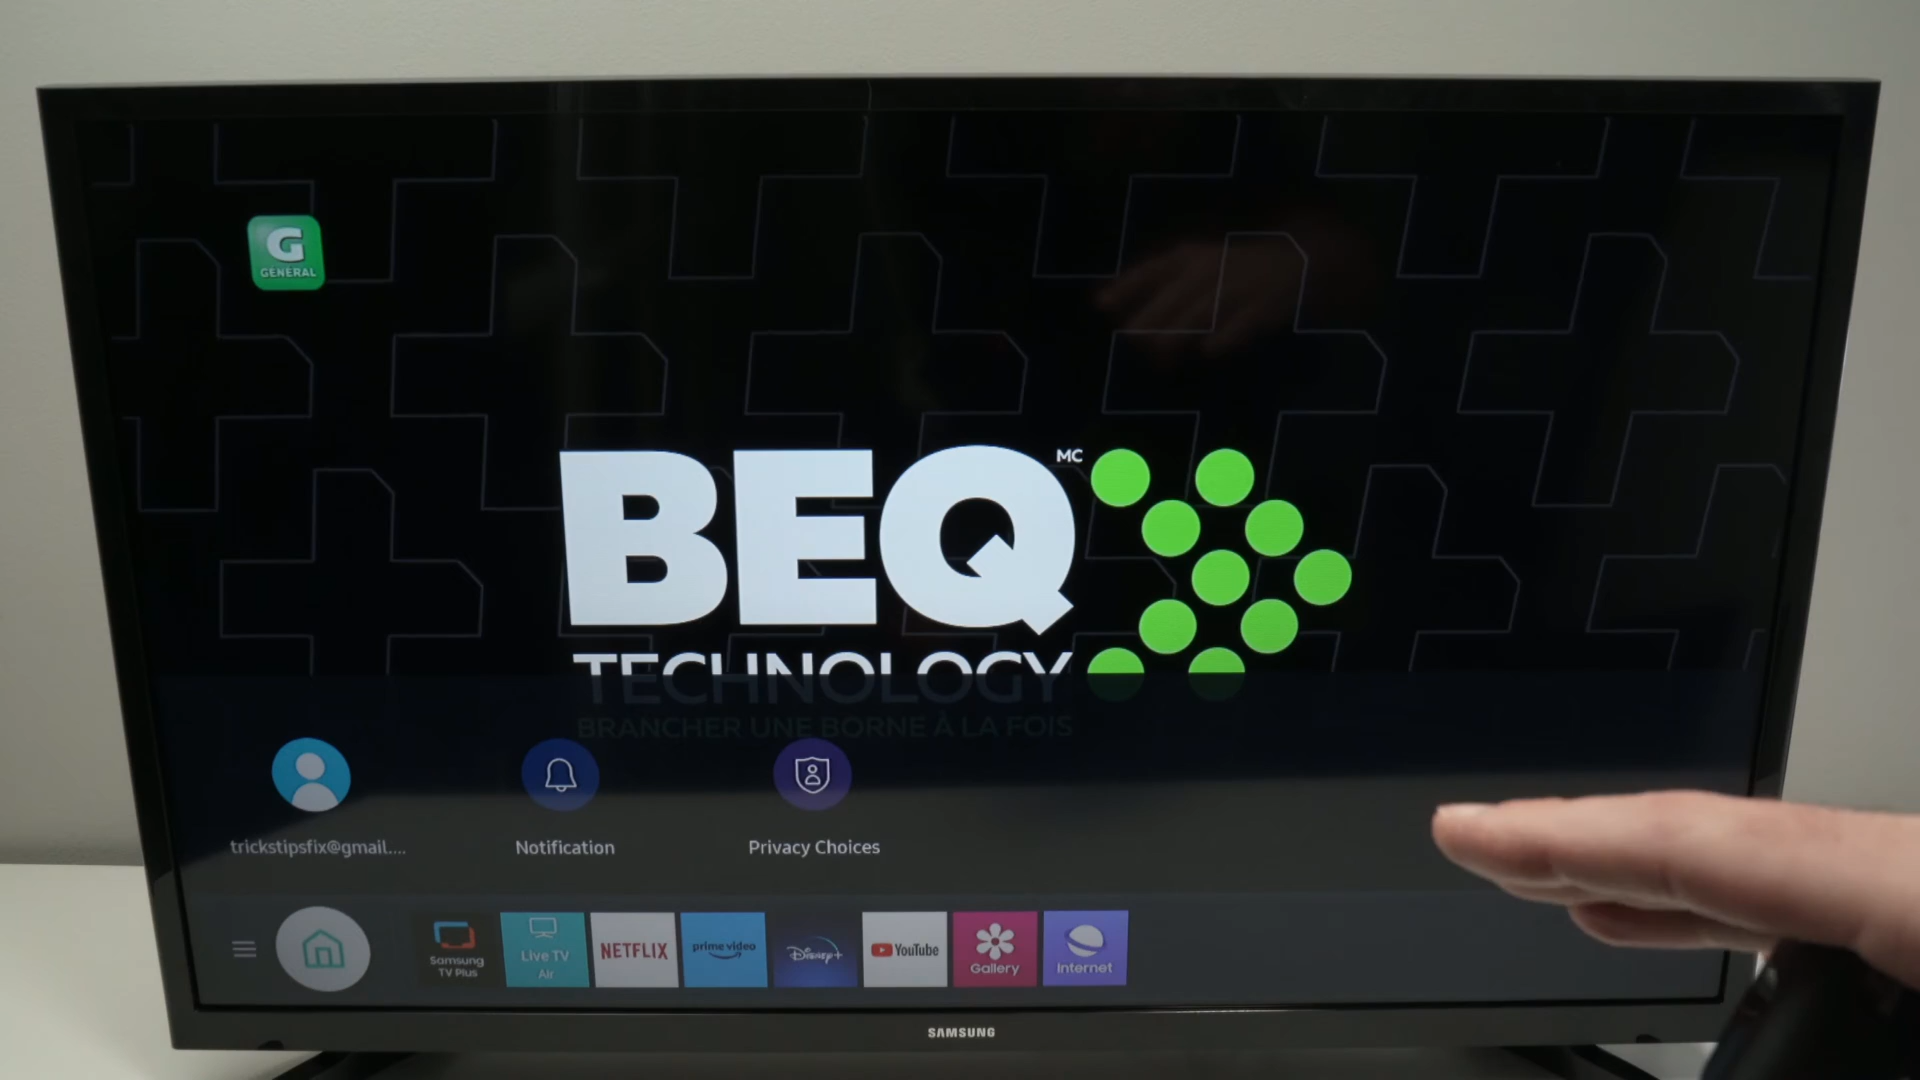 G
GÉNÉRAL
BEQ MC
TECHNOLOGY
BRANCHER UNE BORNE À LA FOIS
trickstipsfix@gmail....
Notification
Privacy Choices
Samsung
TV Plus
Live TV
Air
NETFLIX
prime video
Disney+
YouTube
Gallery
Internet
SAMSUNG